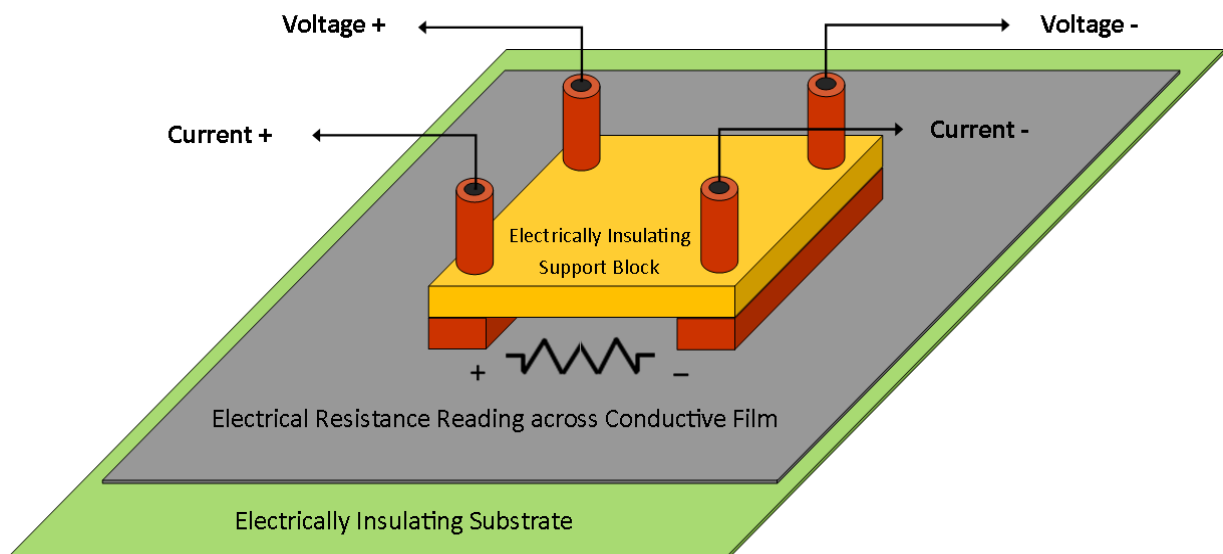 Voltage +
Voltage -
Current +
Current -
Electrically Insulating
Support Block
+
–
Electrical Resistance Reading across Conductive Film
Electrically Insulating Substrate